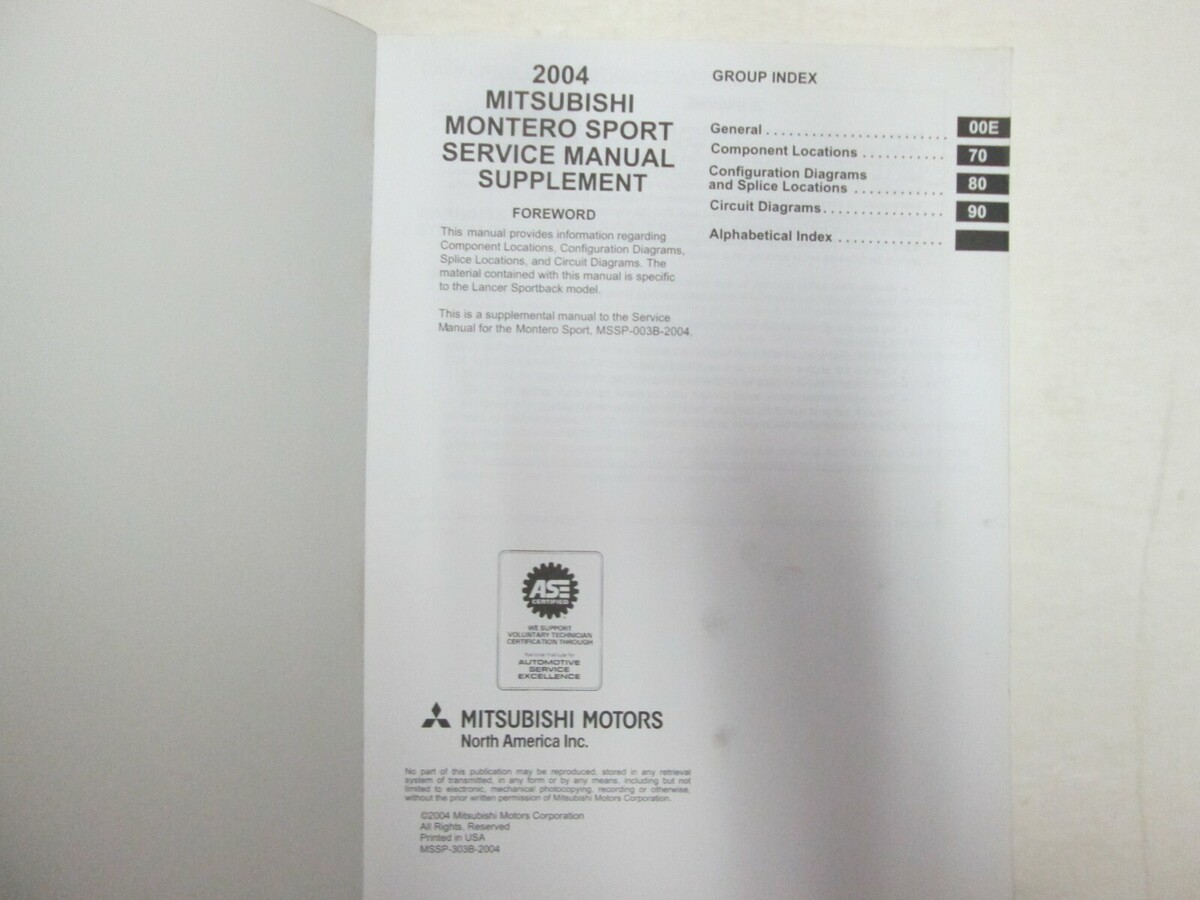 2004
MITSUBISHI
MONTERO SPORT
SERVICE MANUAL
SUPPLEMENT
FOREWORD
This manual provides information regarding
Component Locations, Configuration Diagrams,
Splice Locations, and Circuit Diagrams. The
material contained with this manual is specific
to the Lancer Sportback model.
This is a supplemental manual to the Service
Manual for the Montero Sport, MSSP-003B-2004.
GROUP INDEX
General . . . . . . . . . . . . . . . . . . . . . . . . 00E
Component Locations . . . . . . . . . . . 70
Configuration Diagrams
and Splice Locations . . . . . . . . . . . . 80
Circuit Diagrams. . . . . . . . . . . . . . . . 90
Alphabetical Index . . . . . . . . . . . . . .
ASE
CERTIFIED
WE SUPPORT
VOLUNTARY TECHNICIAN
CERTIFICATION THROUGH
National Institute for
AUTOMOTIVE
SERVICE
EXCELLENCE
MITSUBISHI MOTORS
North America Inc.
No part of this publication may be reproduced, stored in any retrieval
system of transmitted, in any form or by any means, including but not
limited to electronic, mechanical photocopying, recording or otherwise,
without the prior written permission of Mitsubishi Motors Corporation.
©2004 Mitsubishi Motors Corporation
All Rights, Reserved
Printed in USA
MSSP-303B-2004